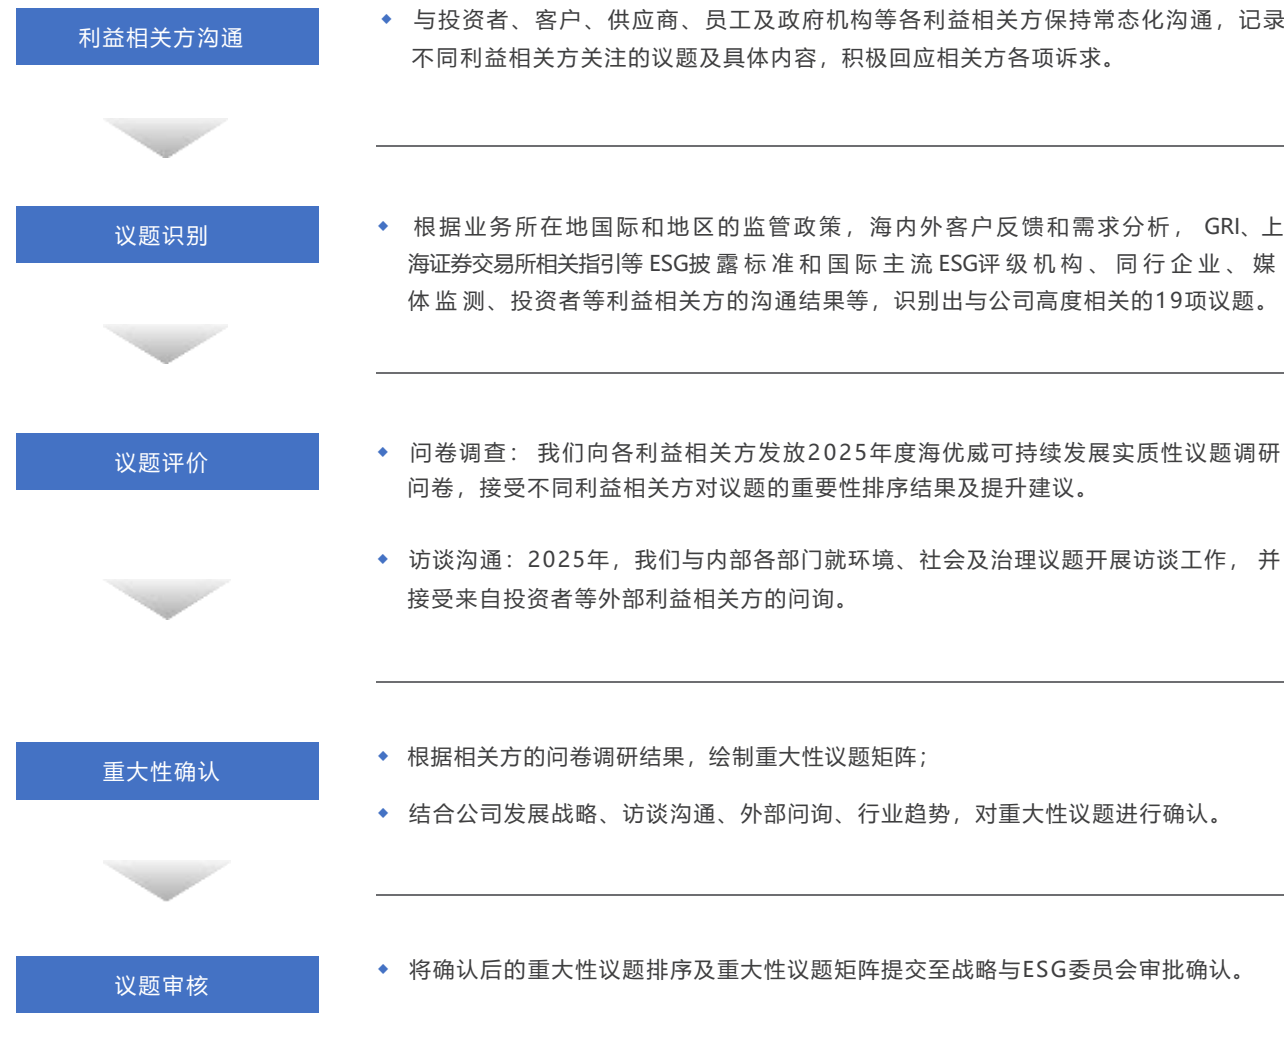 利益相关方沟通
与投资者、客户、供应商、员工及政府机构等各利益相关方保持常态化沟通，记录
不同利益相关方关注的议题及具体内容，积极回应相关方各项诉求。
议题识别
根据业务所在地国际和地区的监管政策，海内外客户反馈和需求分析， GRI、上
海证券交易所相关指引等 ESG披露标准和国际主流 ESG评级机构、同行企业、媒
体监测、投资者等利益相关方的沟通结果等，识别出与公司高度相关的19项议题。
议题评价
问卷调查： 我们向各利益相关方发放2025年度海优威可持续发展实质性议题调研
问卷，接受不同利益相关方对议题的重要性排序结果及提升建议。
访谈沟通：2025年，我们与内部各部门就环境、社会及治理议题开展访谈工作， 并
接受来自投资者等外部利益相关方的问询。
重大性确认
根据相关方的问卷调研结果，绘制重大性议题矩阵；
结合公司发展战略、访谈沟通、外部问询、行业趋势，对重大性议题进行确认。
议题审核
将确认后的重大性议题排序及重大性议题矩阵提交至战略与ESG委员会审批确认。